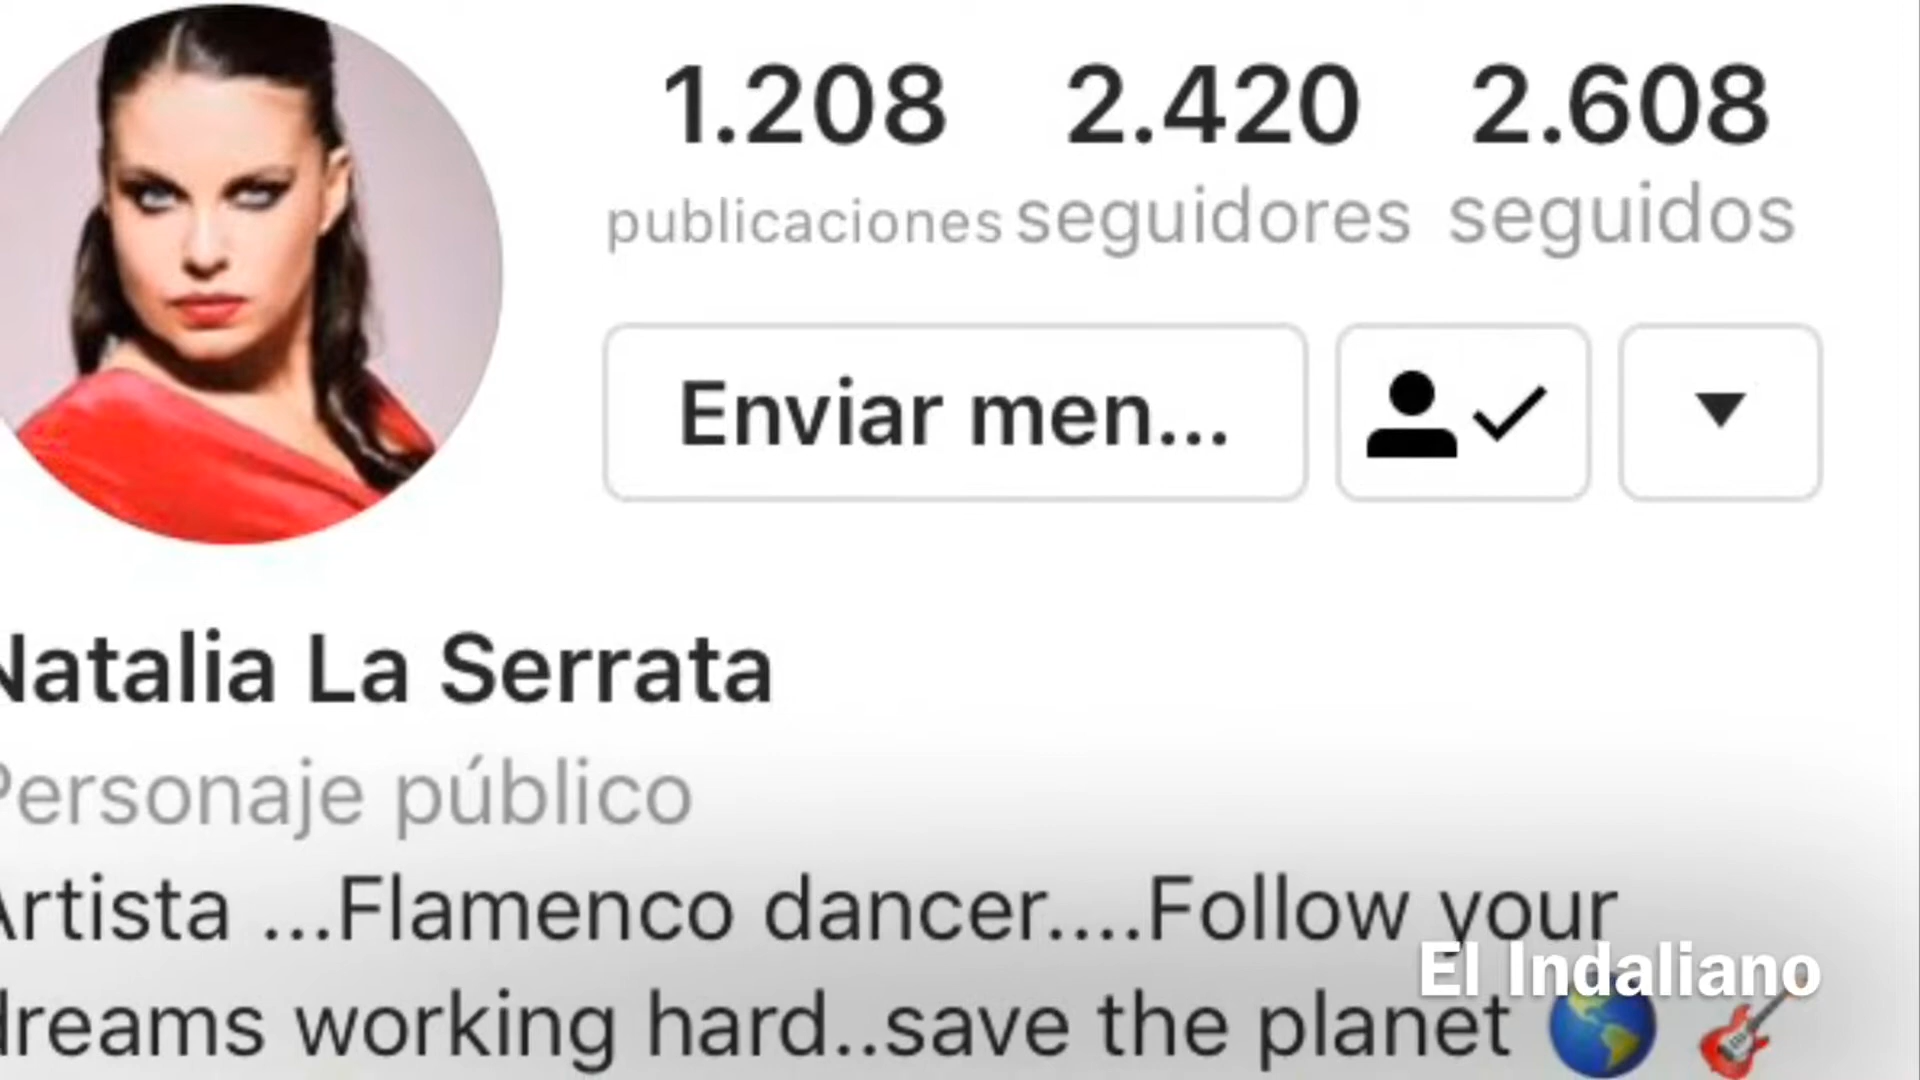 1.208 2.420 2.608
publicaciones seguidores seguidos
Enviar men...
Natalia La Serrata
Personaje público
Artista ...Flamenco dancer....Follow your
dreams working hard..save the planet 🌎 🎸
El Indaliano